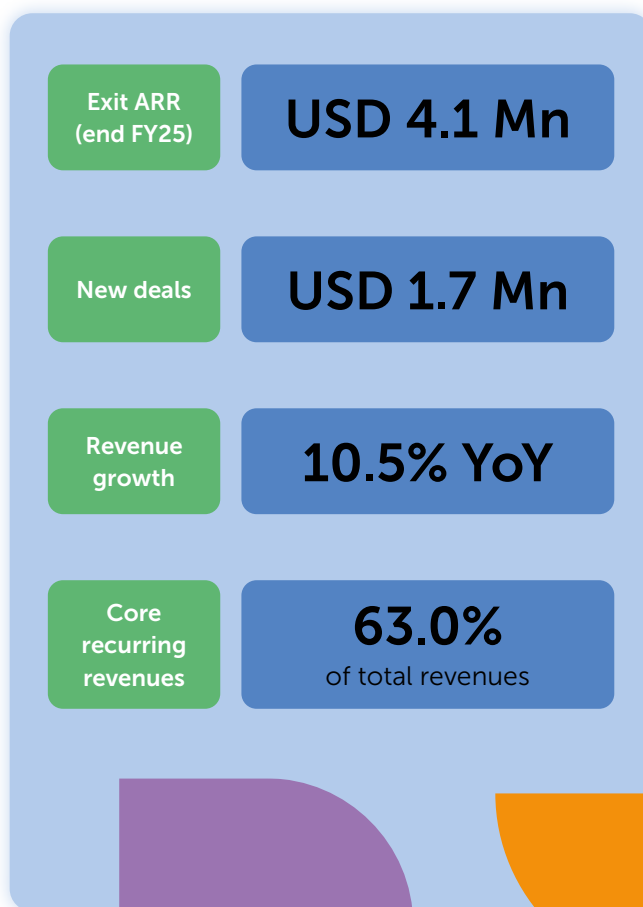 Exit ARR
(end FY25)
USD 4.1 Mn
New deals
USD 1.7 Mn
Revenue
growth
10.5% YoY
Core
recurring
revenues
63.0%
of total revenues